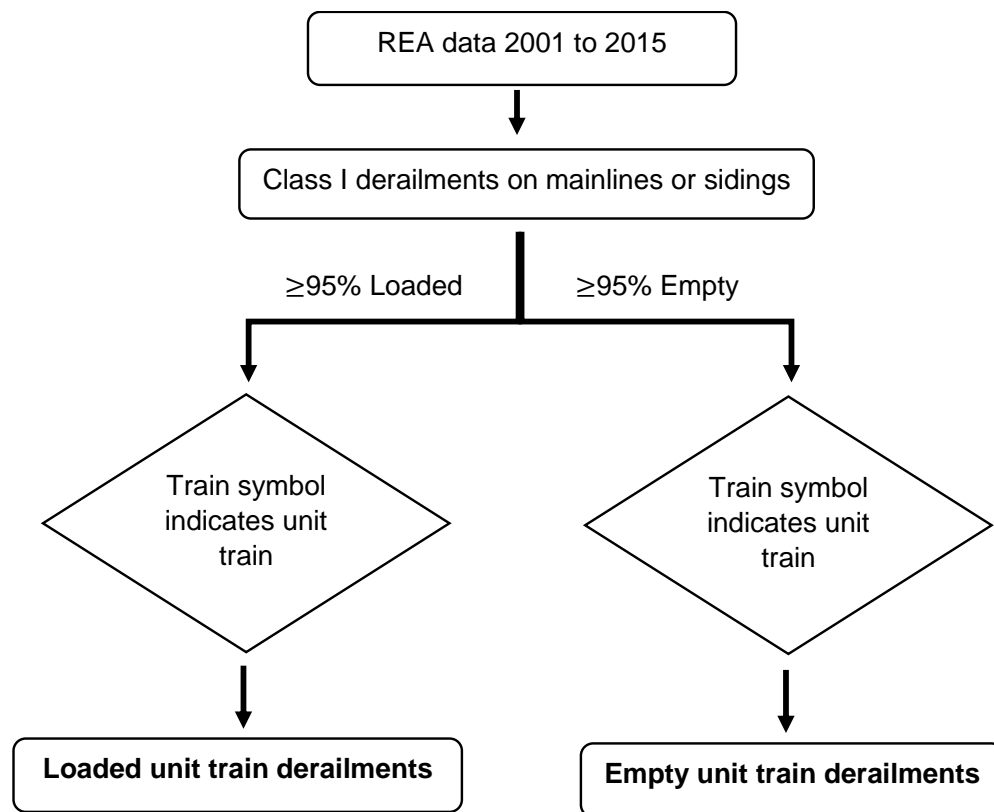 REA data 2001 to 2015
Class I derailments on mainlines or sidings
≥95% Loaded
≥95% Empty
Train symbol
indicates unit
train
Train symbol
indicates unit
train
Loaded unit train derailments
Empty unit train derailments